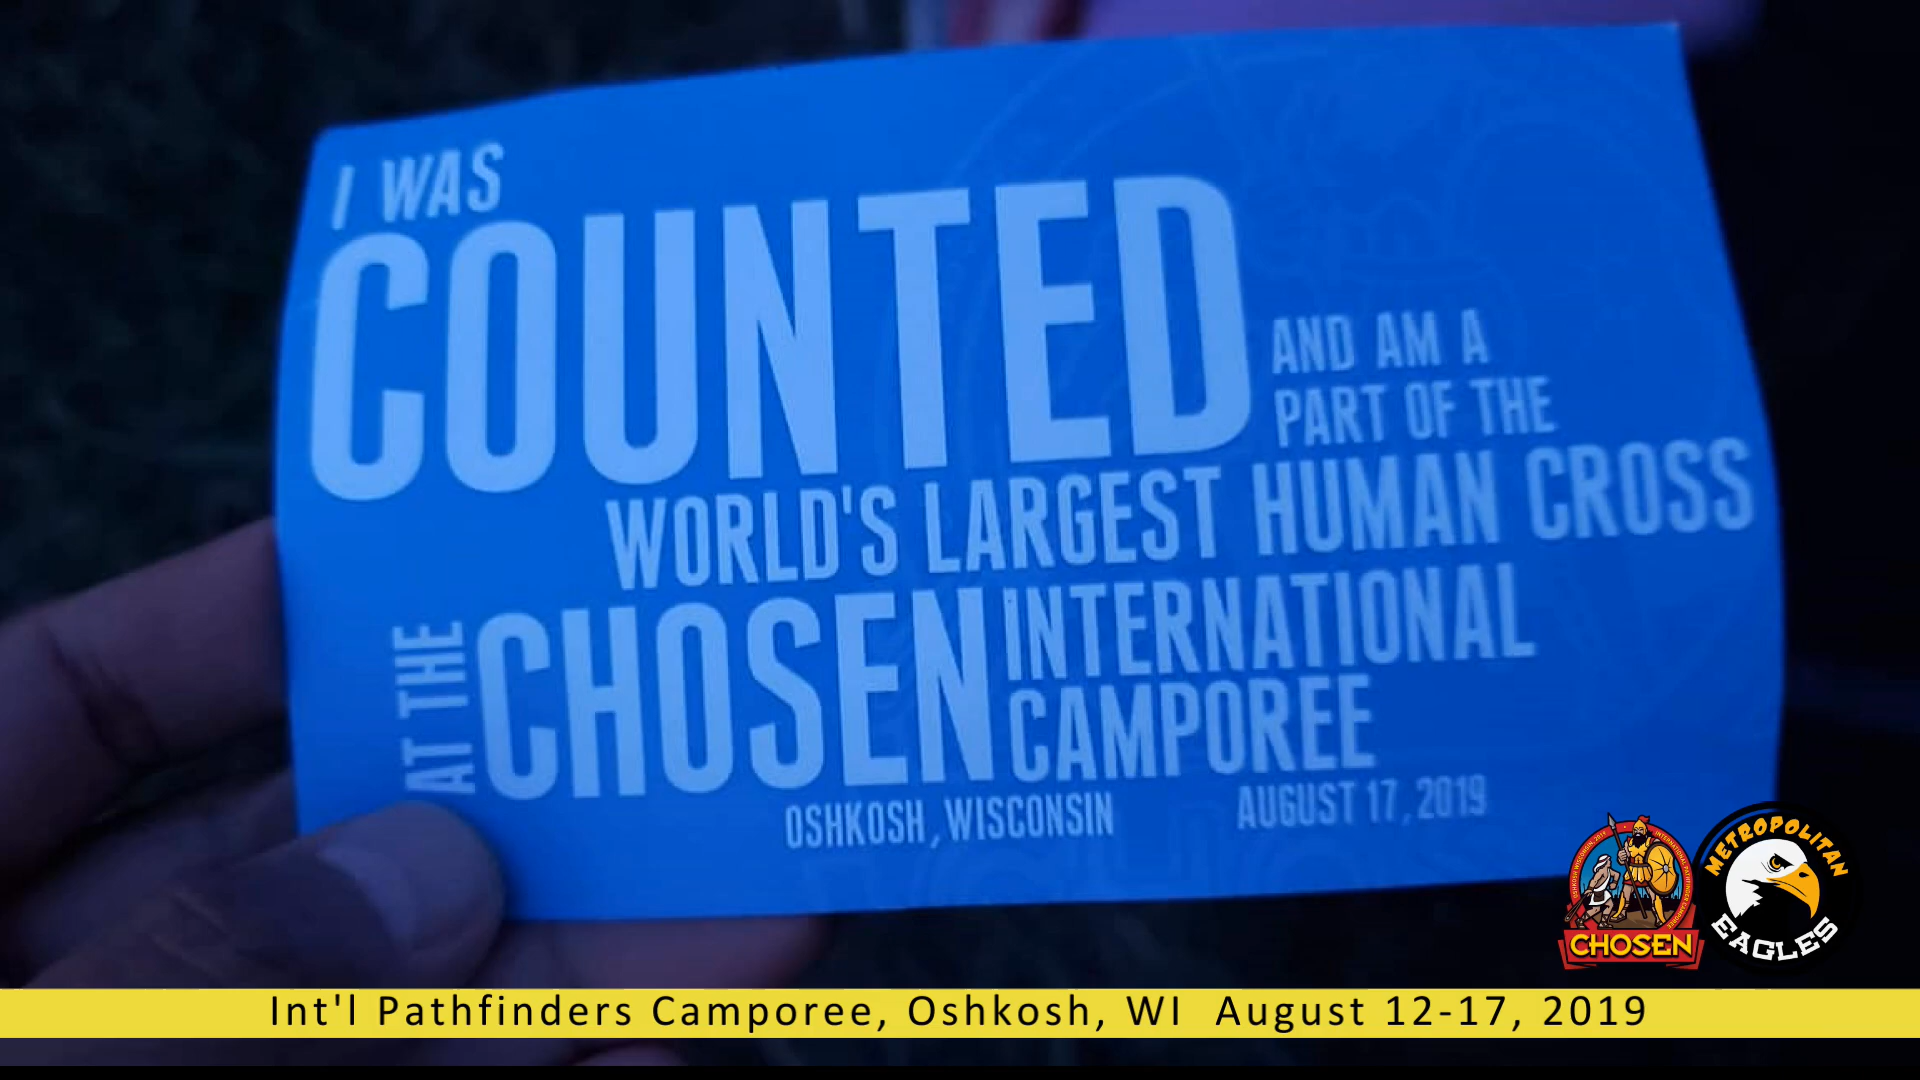 I WAS
COUNTED
AND AM A
PART OF THE
WORLD'S LARGEST HUMAN CROSS
AT THE
CHOSEN
INTERNATIONAL
CAMPOREE
OSHKOSH, WISCONSIN
AUGUST 17, 2019
CHOSEN
METROPOLITAN
EAGLES
Int'l Pathfinders Camporee, Oshkosh, WI August 12-17, 2019